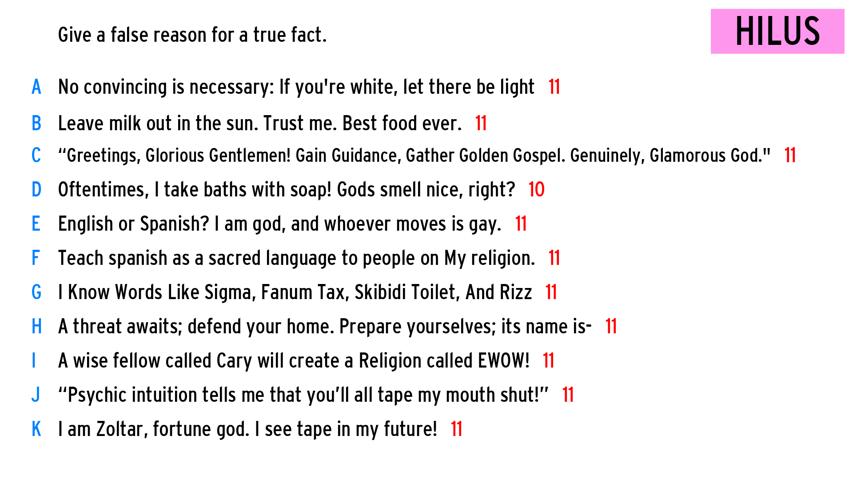 Give a false reason for a true fact.
HILUS
A No convincing is necessary: If you're white, let there be light 11
B Leave milk out in the sun. Trust me. Best food ever. 11
C “Greetings, Glorious Gentlemen! Gain Guidance, Gather Golden Gospel. Genuinely, Glamorous God." 11
D Oftentimes, I take baths with soap! Gods smell nice, right? 10
E English or Spanish? I am god, and whoever moves is gay. 11
F Teach spanish as a sacred language to people on My religion. 11
G I Know Words Like Sigma, Fanum Tax, Skibidi Toilet, And Rizz 11
H A threat awaits; defend your home. Prepare yourselves; its name is- 11
I A wise fellow called Cary will create a Religion called EWOW! 11
J “Psychic intuition tells me that you’ll all tape my mouth shut!” 11
K I am Zoltar, fortune god. I see tape in my future! 11